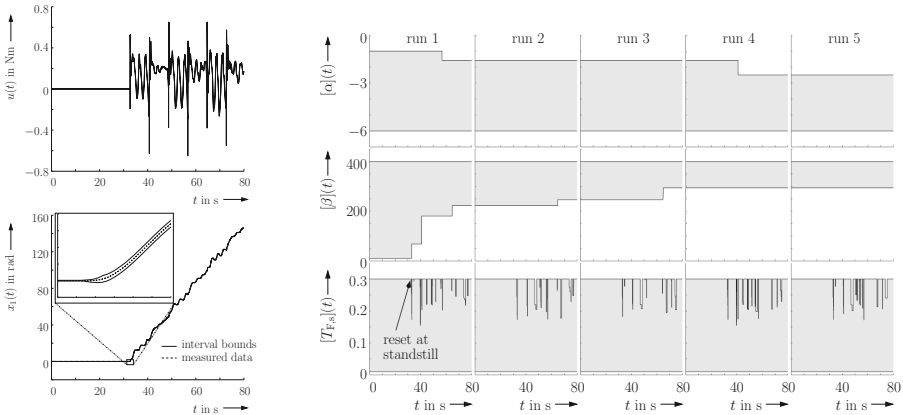 u(t) in Nm
0.8
0.4
0
−0.4
−0.8
0 20 40 60 80
t in s
x₁(t) in rad
160
120
80
40
0
interval bounds
measured data
0 20 40 60 80
t in s
run 1 run 2 run 3 run 4 run 5
[α](t)
0
−3
−6
[β](t)
400
200
0
[T_F,s](t)
0.3
0.2
0.1
0
reset at
standstill
0 40 80 40 80 40 80 40 80 40 80
t in s t in s t in s t in s t in s